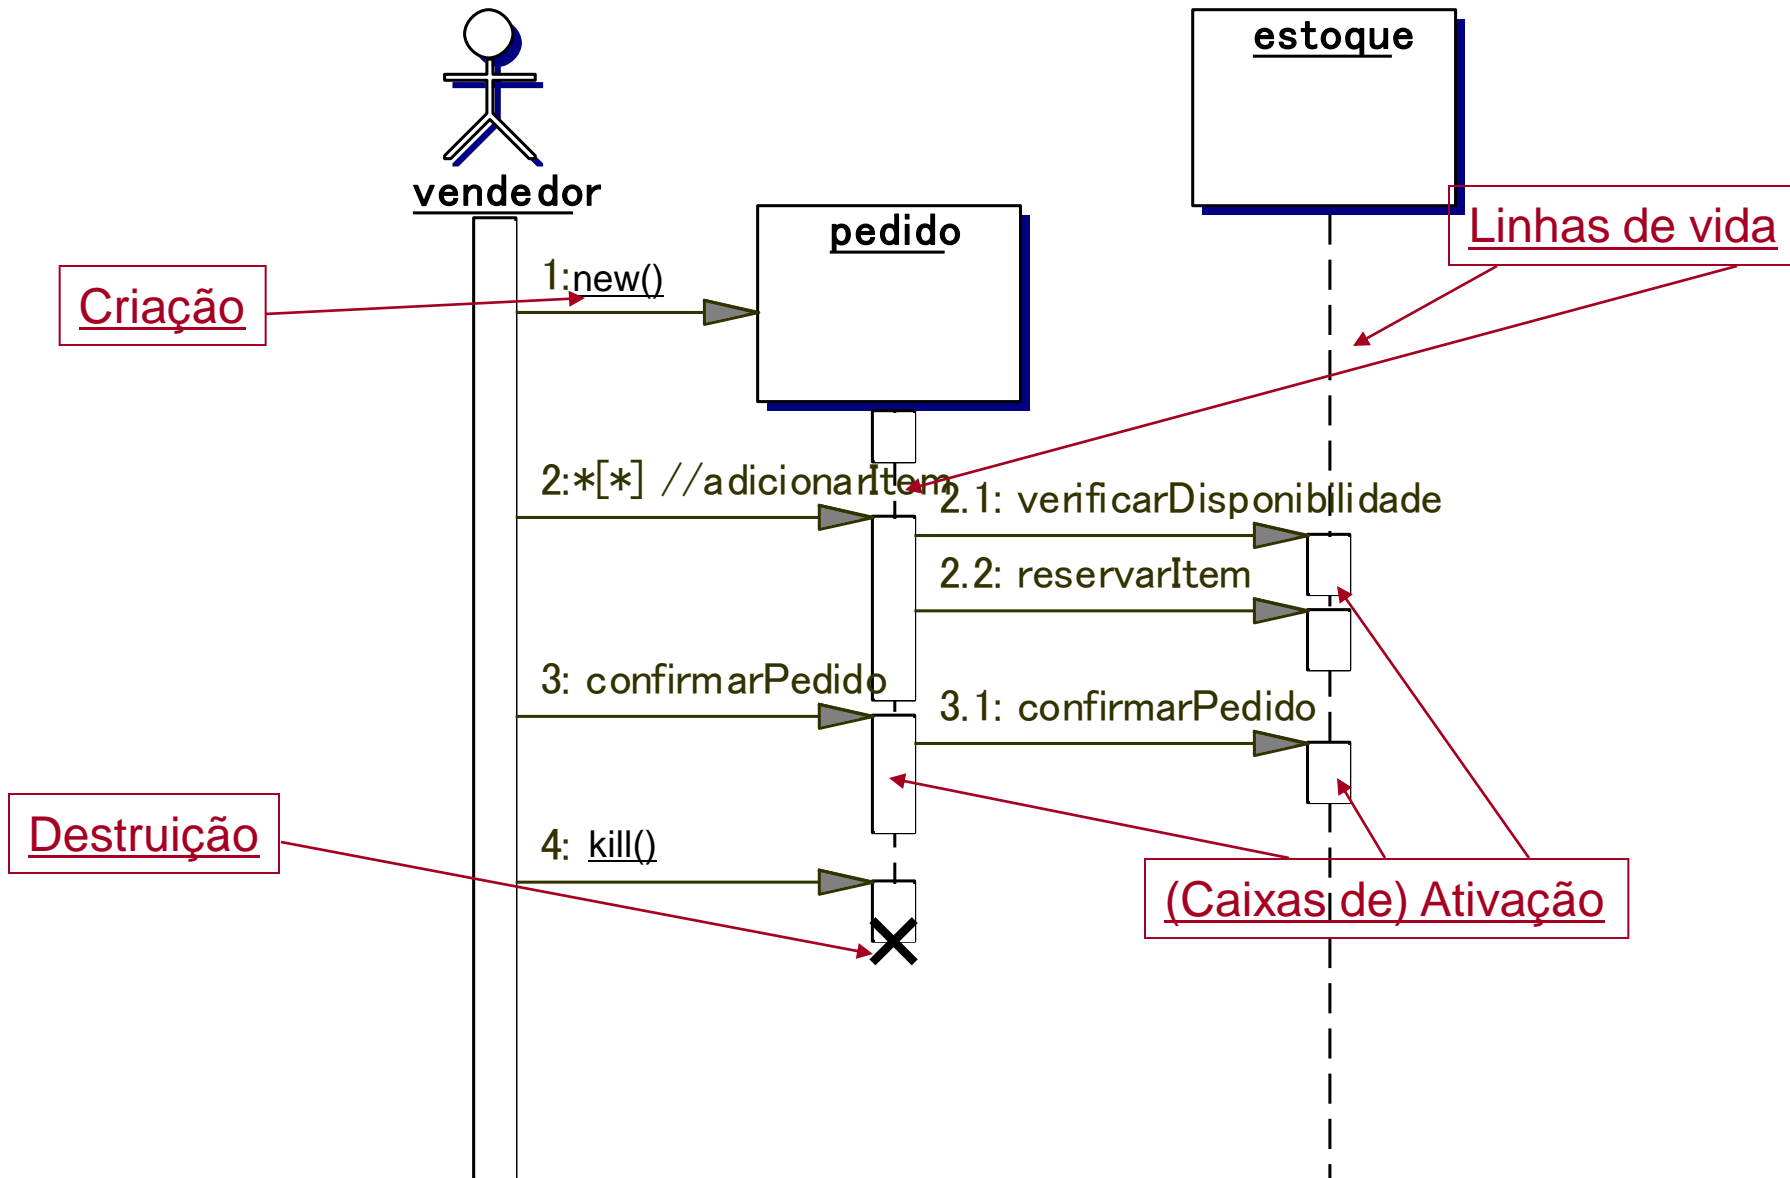 estoque
vendedor
Linhas de vida
pedido
1:new()
Criação
2:*[*] //adicionarItem
2.1: verificarDisponibilidade
2.2: reservarItem
3: confirmarPedido
3.1: confirmarPedido
Destruição
4: kill()
(Caixas de) Ativação